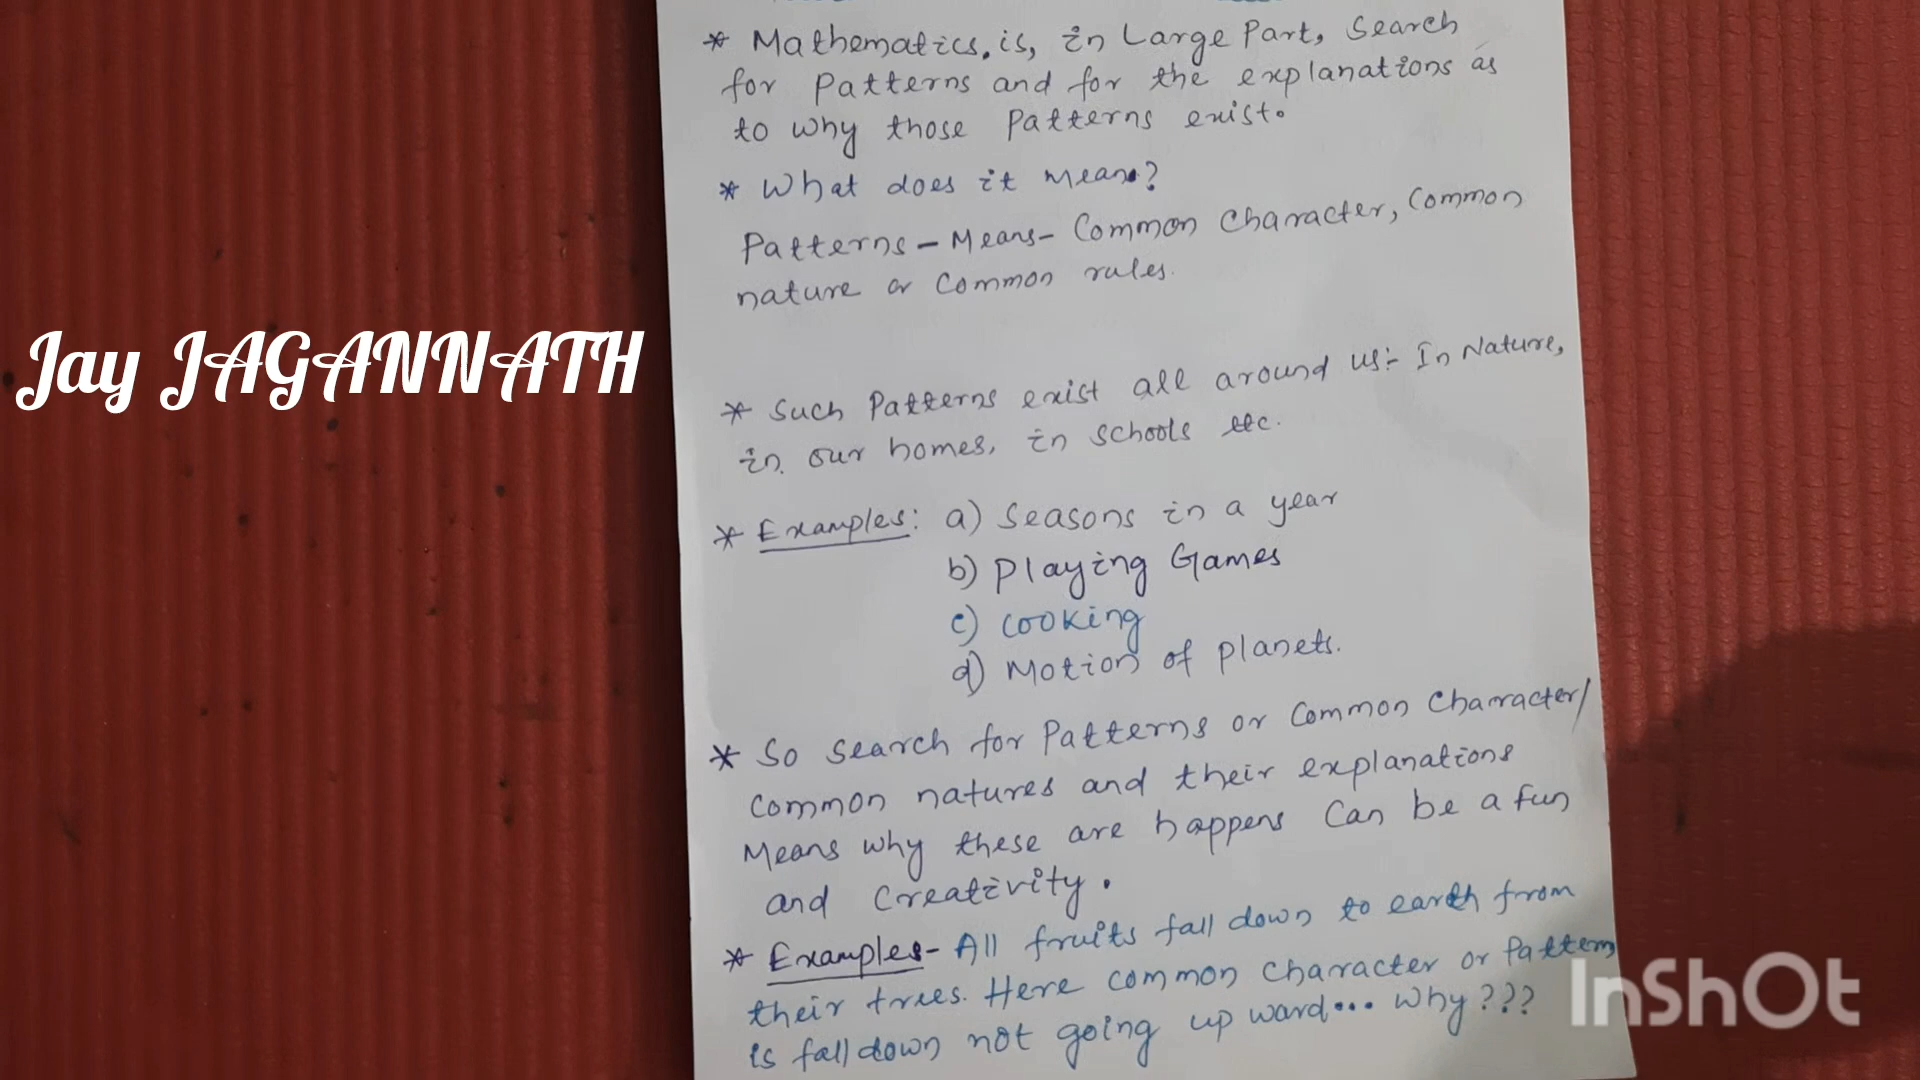 * Mathematics, is, in Large Part, Search
for Patterns and for the explanations as
to why those Patterns exist.
* What does it mean?
Patterns - Means - Common Character, Common
nature or Common rules.
Jay JAGANNATH
* Such Patterns exist all around us:- In Nature,
in our homes, in schools etc.
* Examples: a) Seasons in a year
b) Playing Games
c) Cooking
d) Motion of planets.
* So search for Patterns or Common Character/
Common natures and their explanations
Means why these are happens Can be a fun
and Creativity.
* Examples - All fruits fall down to earth from
their trees. Here common character or Pattern
is fall down not going up ward... Why???
InShOt